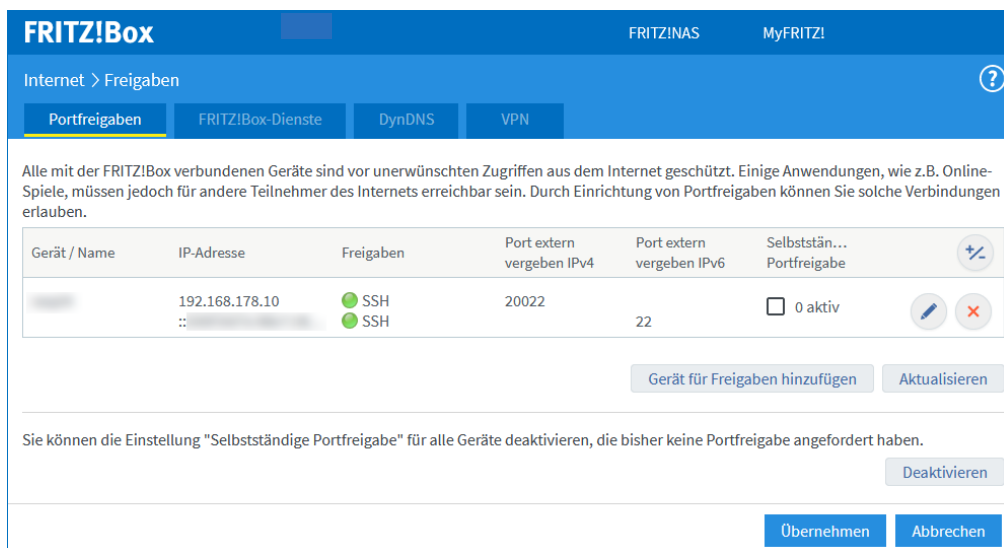 FRITZ!Box
FRITZ!NAS MyFRITZ!
Internet > Freigaben
?
Portfreigaben FRITZ!Box-Dienste DynDNS VPN
Alle mit der FRITZ!Box verbundenen Geräte sind vor unerwünschten Zugriffen aus dem Internet geschützt. Einige Anwendungen, wie z.B. Online-
Spiele, müssen jedoch für andere Teilnehmer des Internets erreichbar sein. Durch Einrichtung von Portfreigaben können Sie solche Verbindungen
erlauben.
Gerät / Name IP-Adresse Freigaben Port extern vergeben IPv4 Port extern vergeben IPv6 Selbststän... Portfreigabe +/-
192.168.178.10 SSH 20022 0 aktiv
:: SSH 22
Gerät für Freigaben hinzufügen Aktualisieren
Sie können die Einstellung "Selbstständige Portfreigabe" für alle Geräte deaktivieren, die bisher keine Portfreigabe angefordert haben.
Deaktivieren
Übernehmen Abbrechen